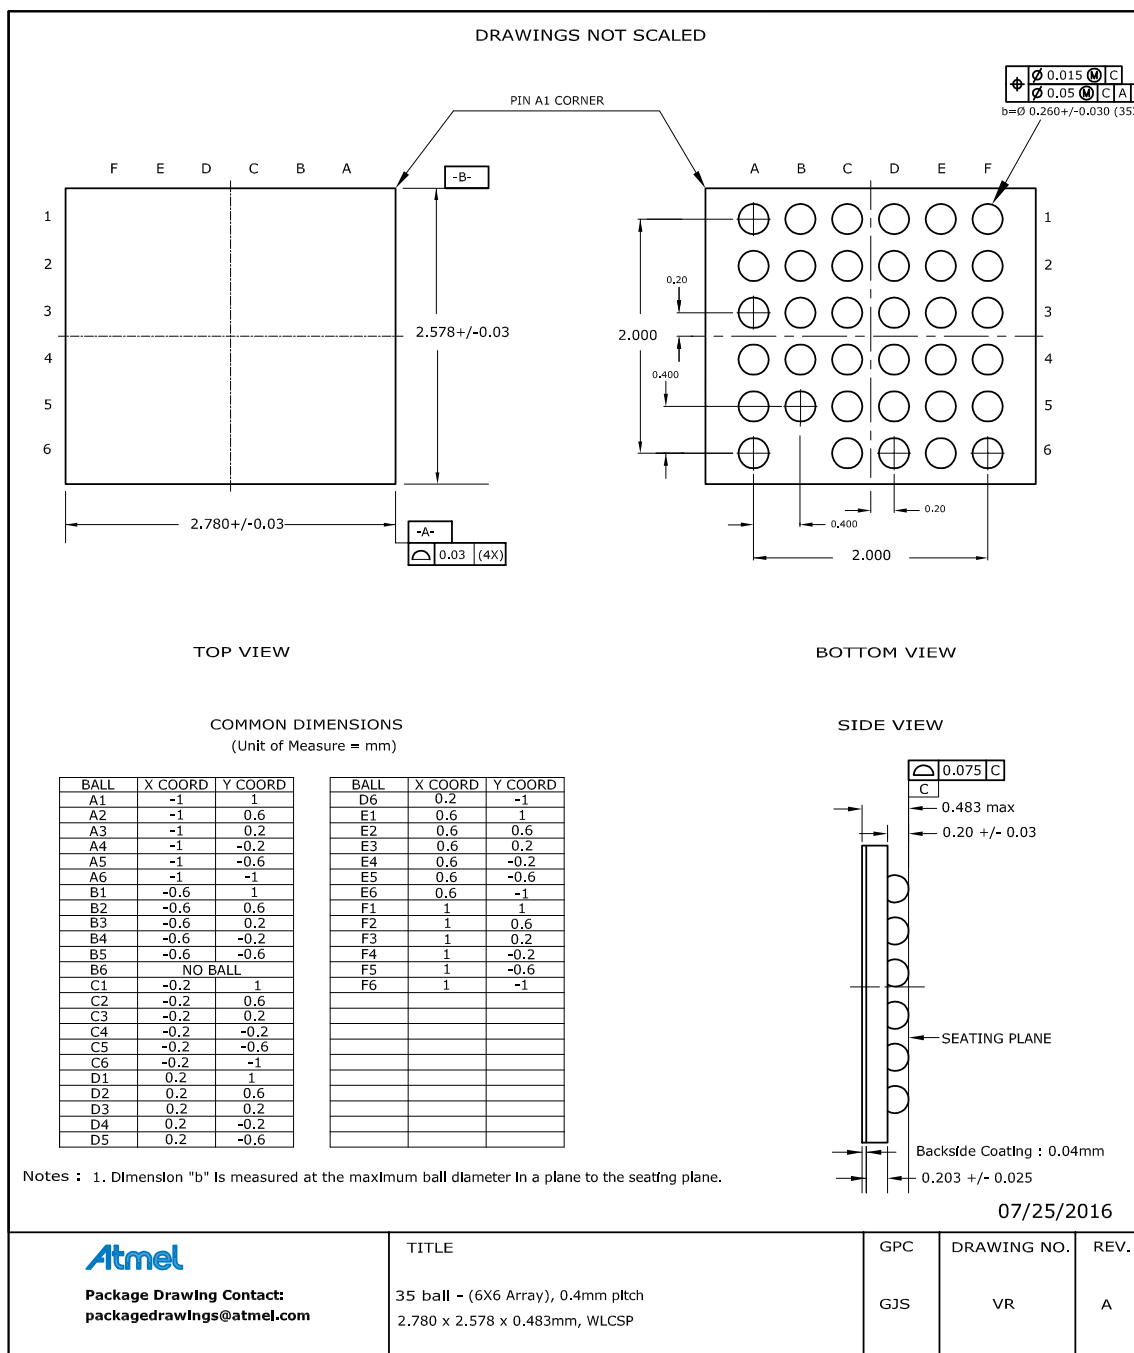 DRAWINGS NOT SCALED
Ø 0.015 Ⓜ C
Ø 0.05 Ⓜ C A
b=Ø 0.260+/-0.030
PIN A1 CORNER
F E D C B A
-B-
A B C D E F
1
2
3
4
5
6
2.578+/-0.03
2.780+/-0.03
-A-
0.03 (4X)
1
2
3
4
5
6
0.20
2.000
0.400
0.20
0.400
2.000
TOP VIEW
BOTTOM VIEW
COMMON DIMENSIONS
(Unit of Measure = mm)
BALL X COORD Y COORD
A1 -1 1
A2 -1 0.6
A3 -1 0.2
A4 -1 -0.2
A5 -1 -0.6
A6 -1 -1
B1 -0.6 1
B2 -0.6 0.6
B3 -0.6 0.2
B4 -0.6 -0.2
B5 -0.6 -0.6
B6 NO BALL
C1 -0.2 1
C2 -0.2 0.6
C3 -0.2 0.2
C4 -0.2 -0.2
C5 -0.2 -0.6
C6 -0.2 -1
D1 0.2 1
D2 0.2 0.6
D3 0.2 0.2
D4 0.2 -0.2
D5 0.2 -0.6
BALL X COORD Y COORD
D6 0.2 -1
E1 0.6 1
E2 0.6 0.6
E3 0.6 0.2
E4 0.6 -0.2
E5 0.6 -0.6
E6 0.6 -1
F1 1 1
F2 1 0.6
F3 1 0.2
F4 1 -0.2
F5 1 -0.6
F6 1 -1
SIDE VIEW
0.075 C
C
0.483 max
0.20 +/- 0.03
SEATING PLANE
Backside Coating : 0.04mm
0.203 +/- 0.025
Notes : 1. Dimension "b" is measured at the maximum ball diameter in a plane to the seating plane.
07/25/2016
Atmel
Package Drawing Contact:
packagedrawings@atmel.com
TITLE
35 ball - (6X6 Array), 0.4mm pitch
2.780 x 2.578 x 0.483mm, WLCSP
GPC
GJS
DRAWING NO.
VR
REV.
A